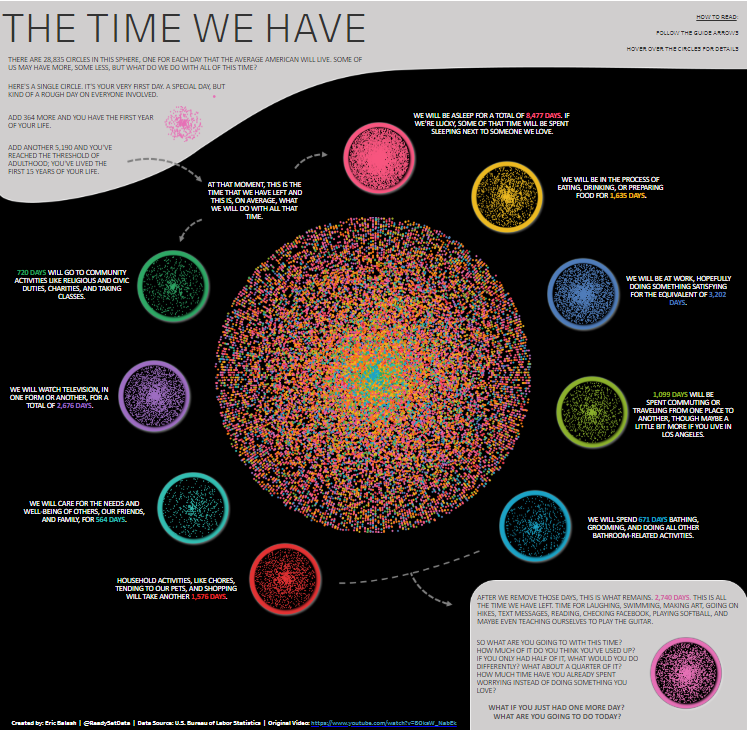 THE TIME WE HAVE
HOW TO READ:
FOLLOW THE GUIDE ARROWS
HOVER OVER THE CIRCLES FOR DETAILS
THERE ARE 28,835 CIRCLES IN THIS SPHERE, ONE FOR EACH DAY THAT THE AVERAGE AMERICAN WILL LIVE. SOME OF
US MAY HAVE MORE, SOME LESS, BUT WHAT DO WE DO WITH ALL OF THIS TIME?
HERE'S A SINGLE CIRCLE. IT'S YOUR VERY FIRST DAY. A SPECIAL DAY, BUT
KIND OF A ROUGH DAY ON EVERYONE INVOLVED.
ADD 364 MORE AND YOU HAVE THE FIRST YEAR
OF YOUR LIFE.
ADD ANOTHER 5,190 AND YOU'VE
REACHED THE THRESHOLD OF
ADULTHOOD; YOU'VE LIVED THE
FIRST 15 YEARS OF YOUR LIFE.
AT THAT MOMENT, THIS IS THE
TIME THAT WE HAVE LEFT AND
THIS IS, ON AVERAGE, WHAT
WE WILL DO WITH ALL THAT
TIME.
WE WILL BE ASLEEP FOR A TOTAL OF 8,477 DAYS. IF
WE'RE LUCKY, SOME OF THAT TIME WILL BE SPENT
SLEEPING NEXT TO SOMEONE WE LOVE.
WE WILL BE IN THE PROCESS OF
EATING, DRINKING, OR PREPARING
FOOD FOR 1,635 DAYS.
WE WILL BE AT WORK, HOPEFULLY
DOING SOMETHING SATISFYING
FOR THE EQUIVALENT OF 3,202
DAYS.
1,099 DAYS WILL BE
SPENT COMMUTING OR
TRAVELING FROM ONE PLACE TO
ANOTHER, THOUGH MAYBE A
LITTLE BIT MORE IF YOU LIVE IN
LOS ANGELES.
WE WILL SPEND 671 DAYS BATHING,
GROOMING, AND DOING ALL OTHER
BATHROOM-RELATED ACTIVITIES.
720 DAYS WILL GO TO COMMUNITY
ACTIVITIES LIKE RELIGIOUS AND CIVIC
DUTIES, CHARITIES, AND TAKING
CLASSES.
WE WILL WATCH TELEVISION, IN
ONE FORM OR ANOTHER, FOR A
TOTAL OF 2,676 DAYS.
WE WILL CARE FOR THE NEEDS AND
WELL-BEING OF OTHERS, OUR FRIENDS,
AND FAMILY, FOR 564 DAYS.
HOUSEHOLD ACTIVITIES, LIKE CHORES,
TENDING TO OUR PETS, AND SHOPPING
WILL TAKE ANOTHER 1,576 DAYS.
AFTER WE REMOVE THOSE DAYS, THIS IS WHAT REMAINS. 2,740 DAYS. THIS IS ALL
THE TIME WE HAVE LEFT. TIME FOR LAUGHING, SWIMMING, MAKING ART, GOING ON
HIKES, TEXT MESSAGES, READING, CHECKING FACEBOOK, PLAYING SOFTBALL, AND
MAYBE EVEN TEACHING OURSELVES TO PLAY THE GUITAR.
SO WHAT ARE YOU GOING TO WITH THIS TIME?
HOW MUCH OF IT DO YOU THINK YOU'VE USED UP?
IF YOU ONLY HAD HALF OF IT, WHAT WOULD YOU DO
DIFFERENTLY? WHAT ABOUT A QUARTER OF IT?
HOW MUCH TIME HAVE YOU ALREADY SPENT
WORRYING INSTEAD OF DOING SOMETHING YOU
LOVE?
WHAT IF YOU JUST HAD ONE MORE DAY?
WHAT ARE YOU GOING TO DO TODAY?
Created by: Eric Balash | @ReadySetData | Data Source: U.S. Bureau of Labor Statistics | Original Video: